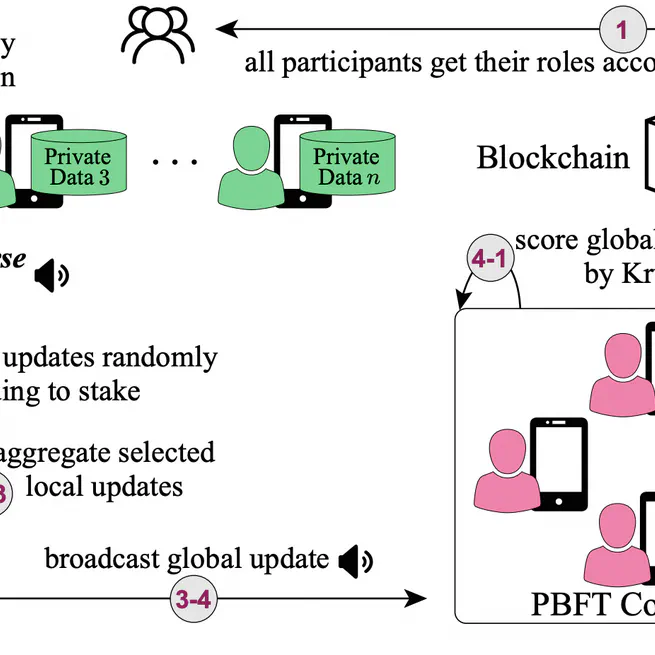 y
n
1
all participants get their roles acco
Private
Data 3
. . .
Private
Data n
Blockchain
rse
4-1
score global
by Kr
updates randomly
ing to stake
aggregate selected
local updates
3
broadcast global update
3-4
PBFT Co